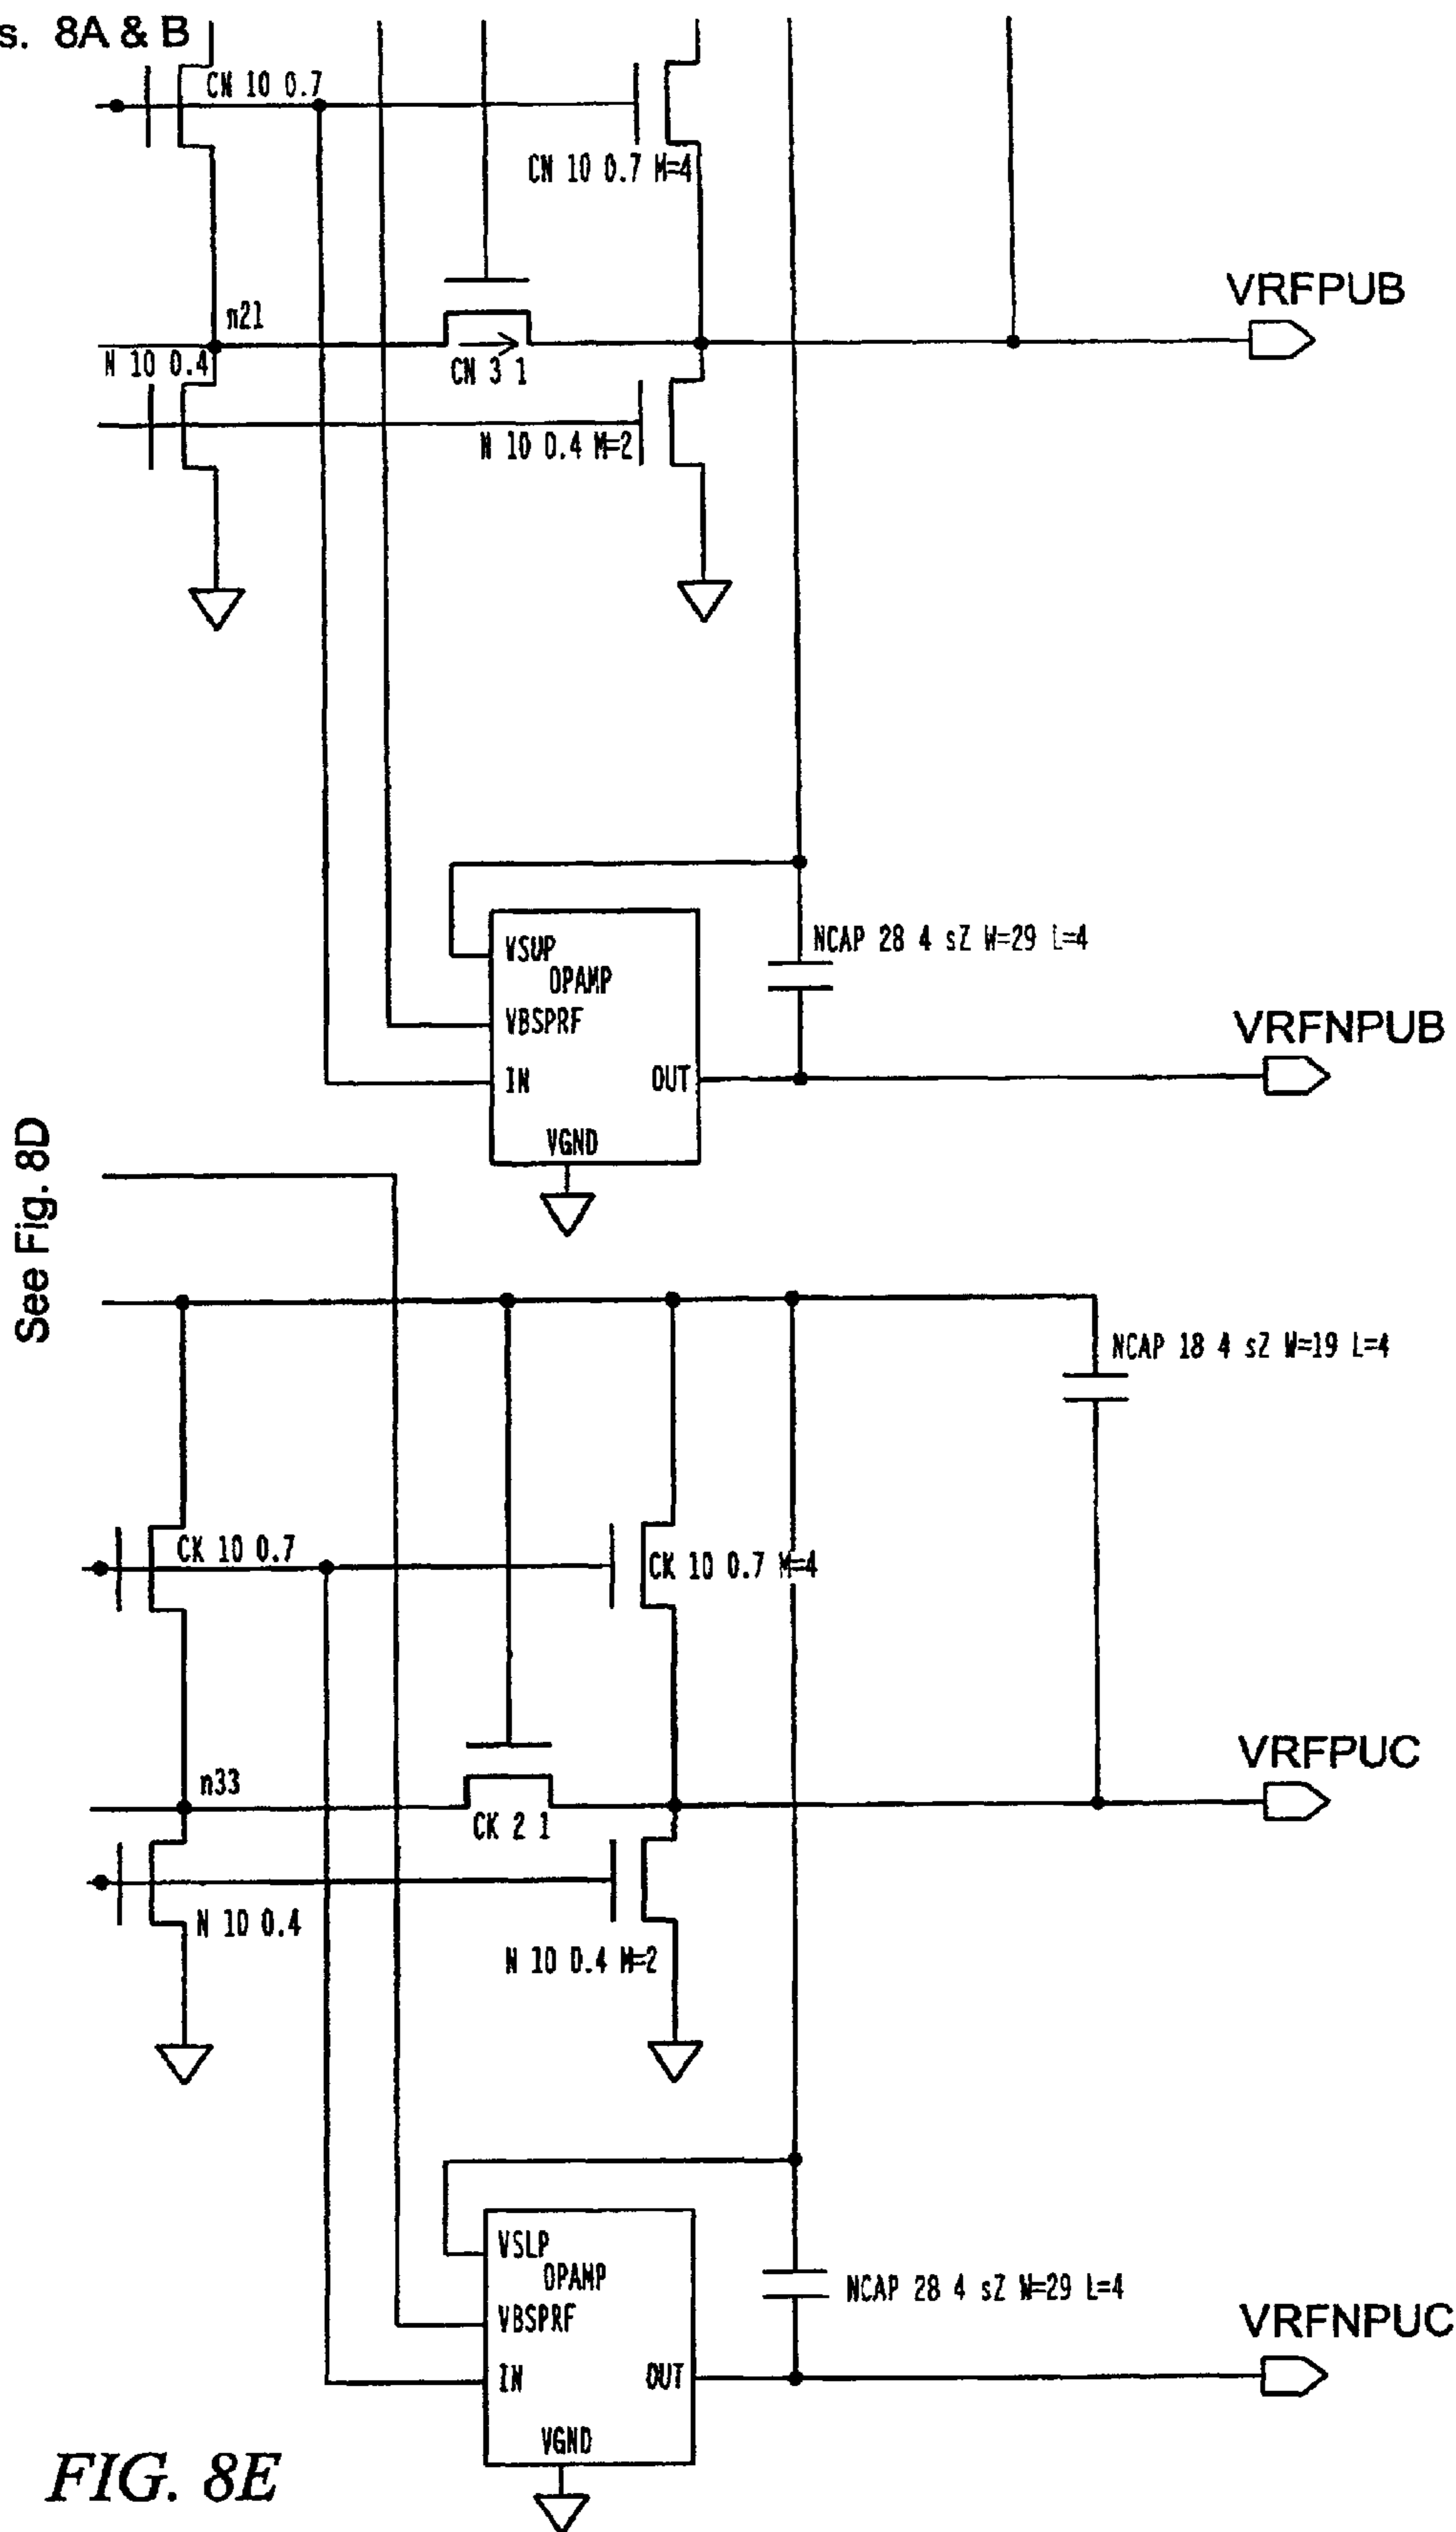 s. 8A & B
CN 10 0.7
CN 10 0.7 M=4
VRFPUB
n21
N 10 0.4
CN 3 1
N 10 0.4 M=2
NCAP 28 4 sZ W=29 L=4
VSUP
OPAMP
VBSPRF
VRFNPUB
IN
OUT
VGND
See Fig. 8D
NCAP 18 4 sZ W=19 L=4
CK 10 0.7
CK 10 0.7 M=4
VRFPUC
n33
CK 2 1
N 10 0.4
N 10 0.4 M=2
VSLP
OPAMP
NCAP 28 4 sZ W=29 L=4
VBSPRF
VRFNPUC
IN
OUT
VGND
FIG. 8E